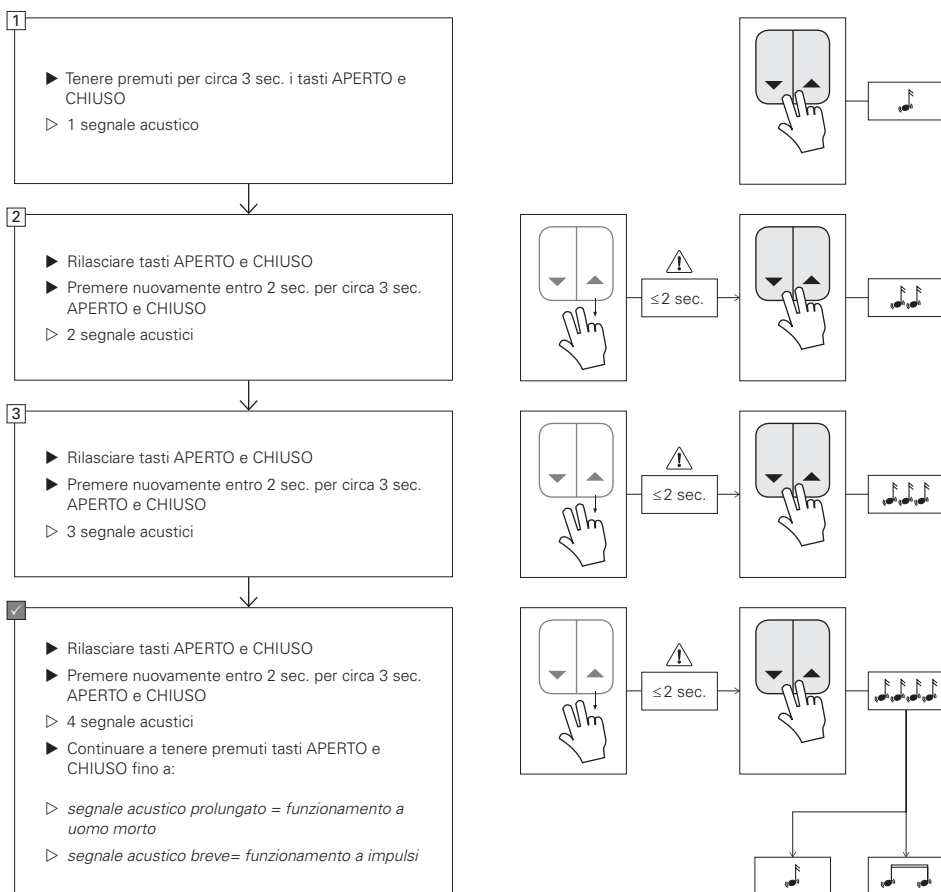 1
▶ Tenere premuti per circa 3 sec. i tasti APERTO e
CHIUSO
▷ 1 segnale acustico
2
▶ Rilasciare tasti APERTO e CHIUSO
▶ Premere nuovamente entro 2 sec. per circa 3 sec.
APERTO e CHIUSO
▷ 2 segnale acustici
≤2 sec.
3
▶ Rilasciare tasti APERTO e CHIUSO
▶ Premere nuovamente entro 2 sec. per circa 3 sec.
APERTO e CHIUSO
▷ 3 segnale acustici
≤2 sec.
▶ Rilasciare tasti APERTO e CHIUSO
▶ Premere nuovamente entro 2 sec. per circa 3 sec.
APERTO e CHIUSO
▷ 4 segnale acustici
▶ Continuare a tenere premuti tasti APERTO e
CHIUSO fino a:
▷ segnale acustico prolungato = funzionamento a
uomo morto
▷ segnale acustico breve= funzionamento a impulsi
≤2 sec.